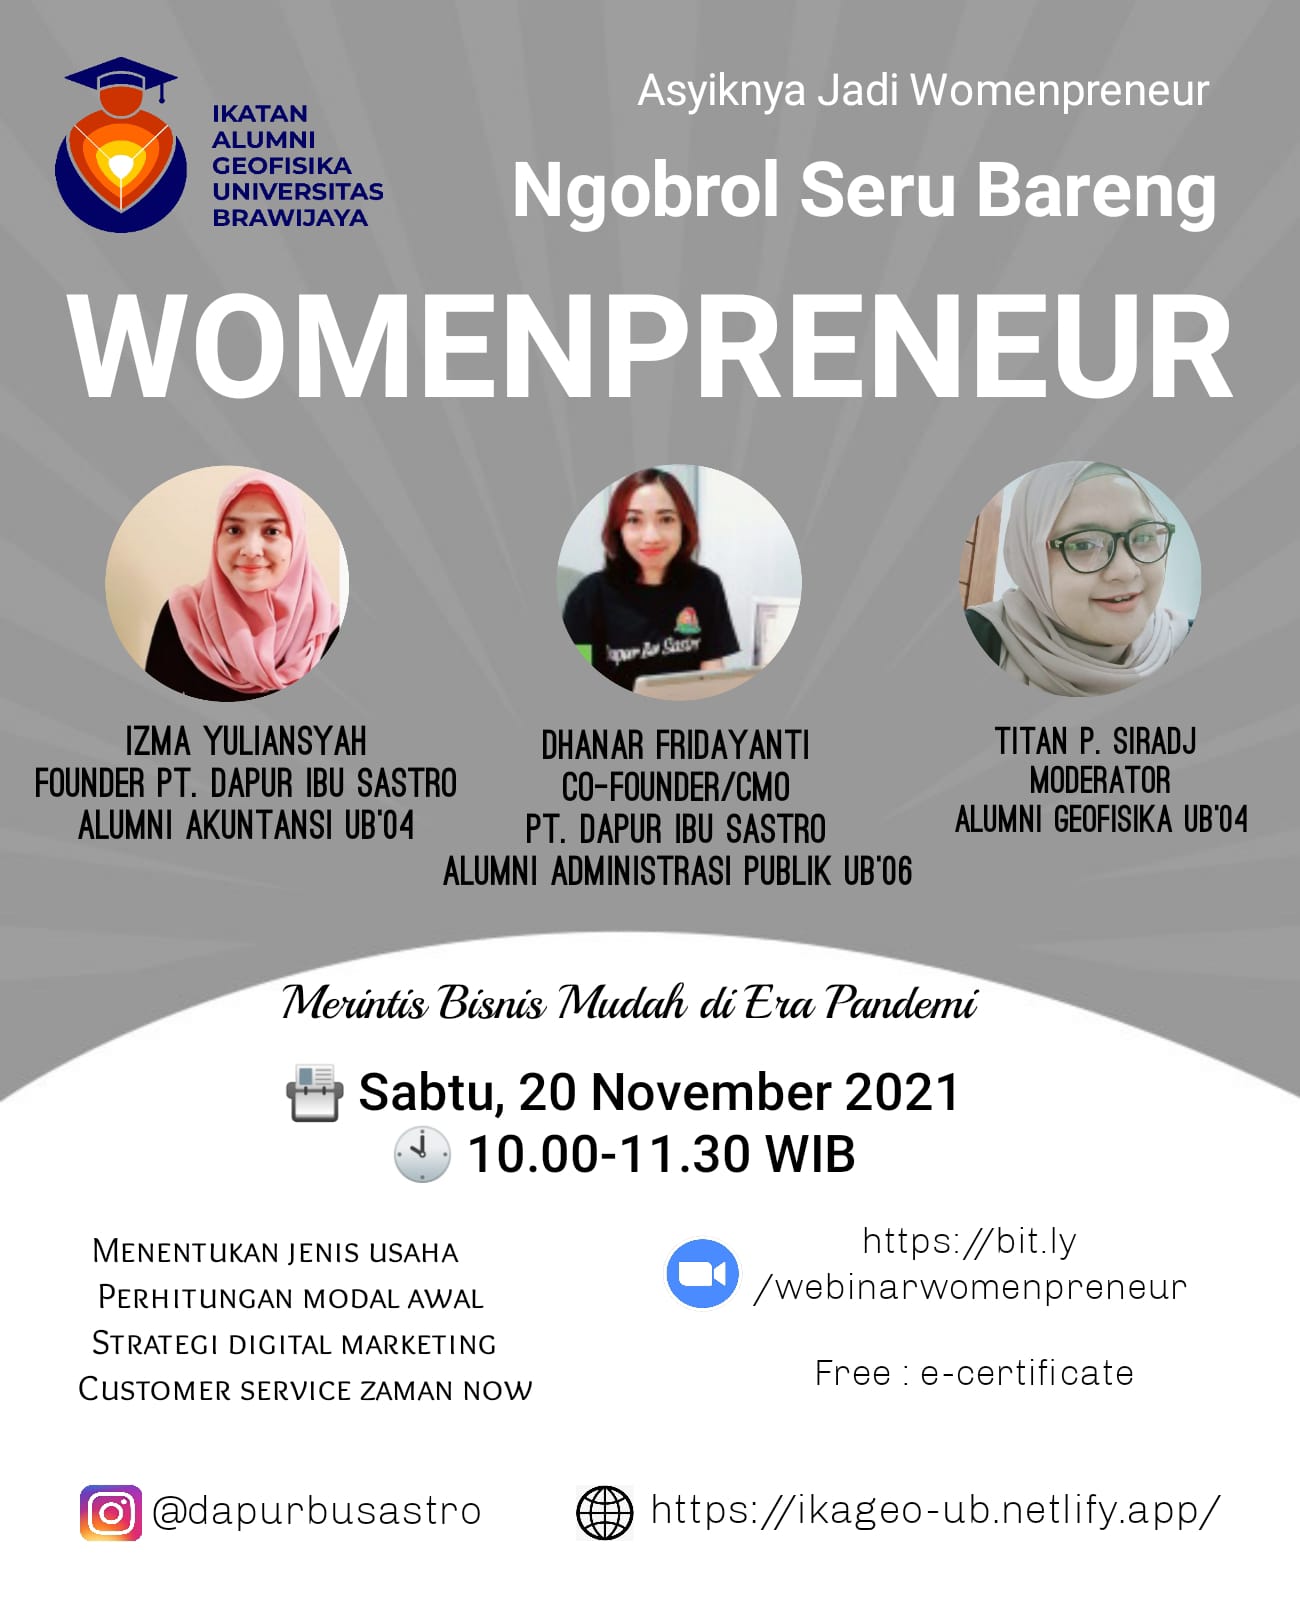 IKATAN
ALUMNI
GEOFISIKA
UNIVERSITAS
BRAWIJAYA
Asyiknya Jadi Womenpreneur
Ngobrol Seru Bareng
WOMENPRENEUR
Dapur Ibu Sastro
IZMA YULIANSYAH
FOUNDER PT. DAPUR IBU SASTRO
ALUMNI AKUNTANSI UB'04
DHANAR FRIDAYANTI
CO-FOUNDER/CMO
PT. DAPUR IBU SASTRO
ALUMNI ADMINISTRASI PUBLIK UB'06
TITAN P. SIRADJ
MODERATOR
ALUMNI GEOFISIKA UB'04
Merintis Bisnis Mudah di Era Pandemi
Sabtu, 20 November 2021
10.00-11.30 WIB
MENENTUKAN JENIS USAHA
PERHITUNGAN MODAL AWAL
STRATEGI DIGITAL MARKETING
CUSTOMER SERVICE ZAMAN NOW
https://bit.ly
/webinarwomenpreneur
Free : e-certificate
@dapurbusastro
https://ikageo-ub.netlify.app/